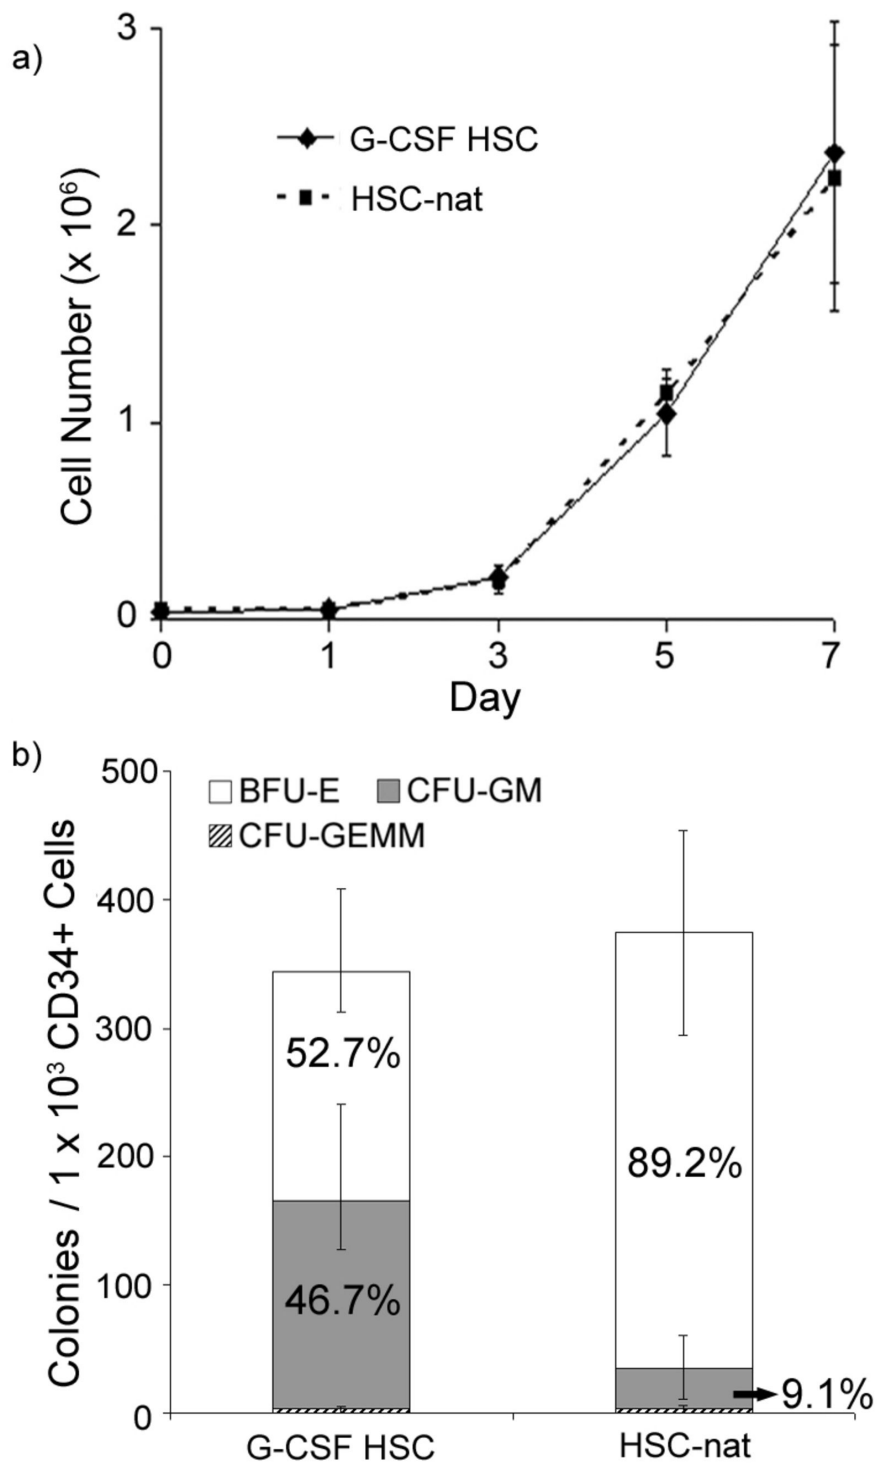 a)
3
2
1
0
Cell Number (x 10⁶)
G-CSF HSC
HSC-nat
0 1 3 5 7
Day
b)
500
400
300
200
100
0
Colonies / 1 x 10³ CD34+ Cells
BFU-E CFU-GM
CFU-GEMM
52.7%
89.2%
46.7%
9.1%
G-CSF HSC HSC-nat